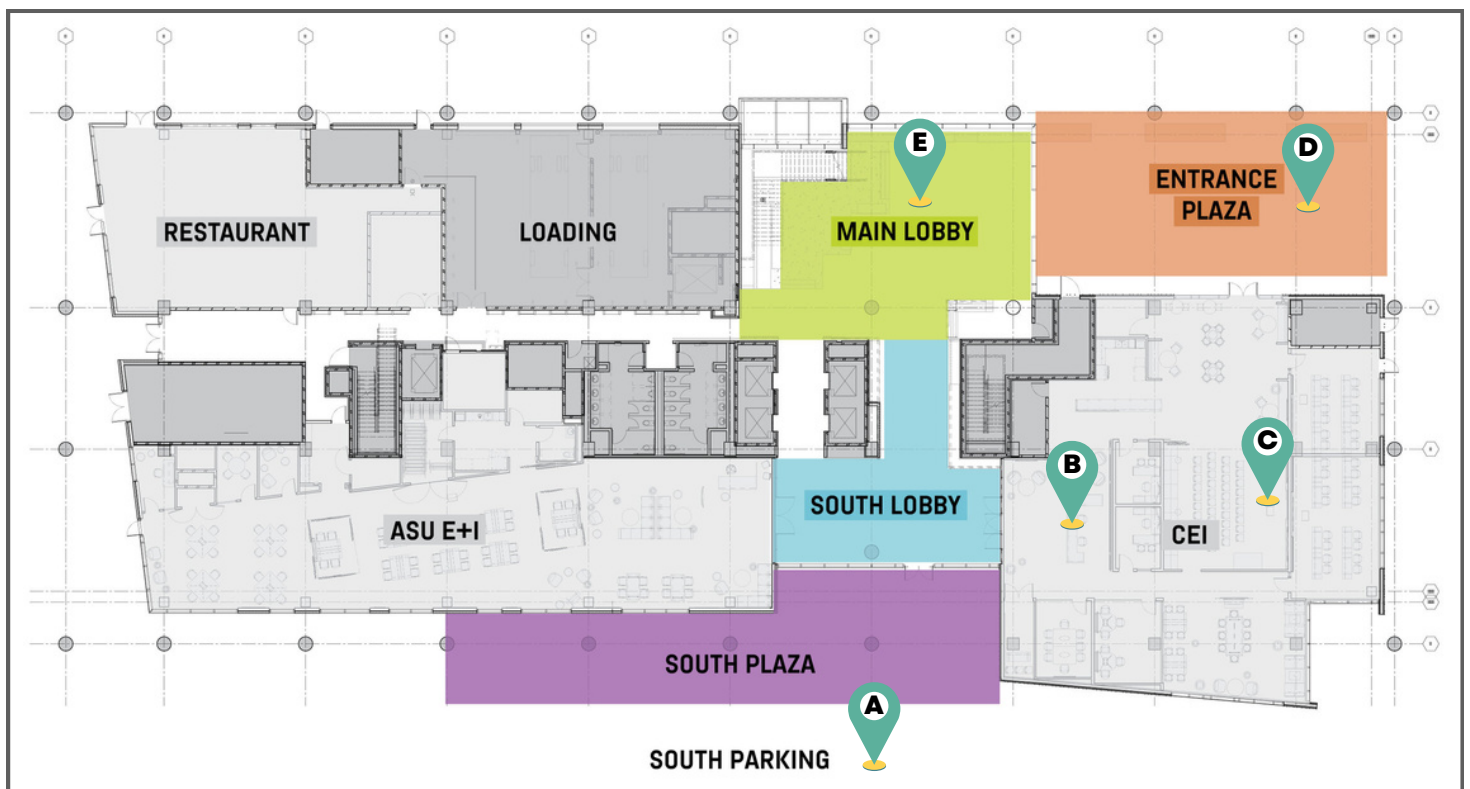 E
D
ENTRANCE
PLAZA
RESTAURANT
LOADING
MAIN LOBBY
C
B
SOUTH LOBBY
ASU E+I
CEI
SOUTH PLAZA
A
SOUTH PARKING